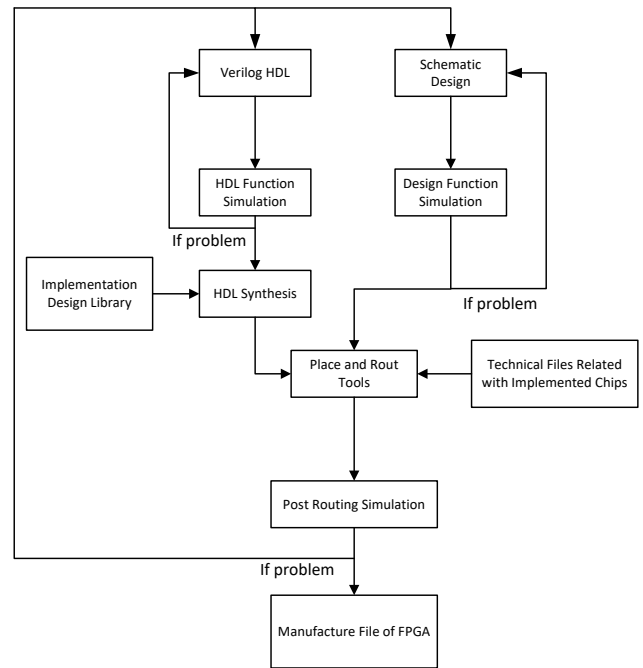 Verilog HDL
Schematic
Design
HDL Function
Simulation
Design Function
Simulation
If problem
Implementation
Design Library
HDL Synthesis
If problem
Place and Rout
Tools
Technical Files Related
with Implemented Chips
Post Routing Simulation
If problem
Manufacture File of FPGA